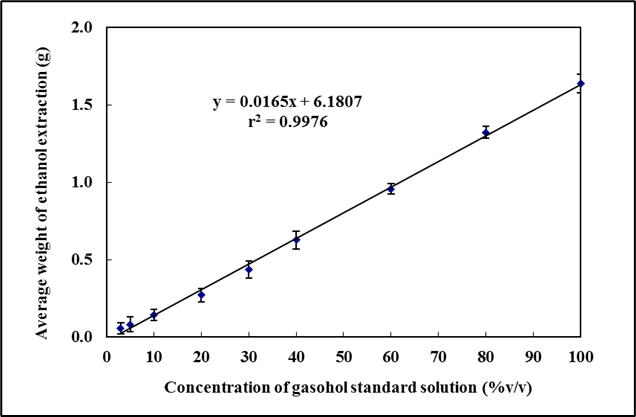 2.0
1.5
1.0
0.5
0.0
y = 0.0165x + 6.1807
r² = 0.9976
0 10 20 30 40 50 60 70 80 90 100
Average weight of ethanol extraction (g)
Concentration of gasohol standard solution (%v/v)